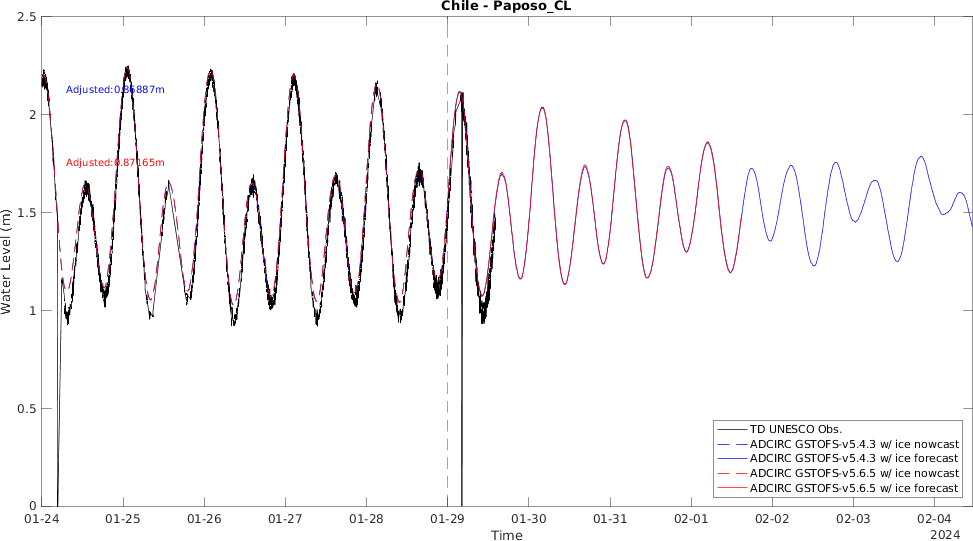 Chile - Paposo_CL
2.5
2
1.5
1
0.5
0
Water Level (m)
Adjusted:0.86887m
Adjusted:0.87165m
TD UNESCO Obs.
ADCIRC GSTOFS-v5.4.3 w/ ice nowcast
ADCIRC GSTOFS-v5.4.3 w/ ice forecast
ADCIRC GSTOFS-v5.6.5 w/ ice nowcast
ADCIRC GSTOFS-v5.6.5 w/ ice forecast
01-24 01-25 01-26 01-27 01-28 01-29 01-30 01-31 02-01 02-02 02-03 02-04
2024
Time